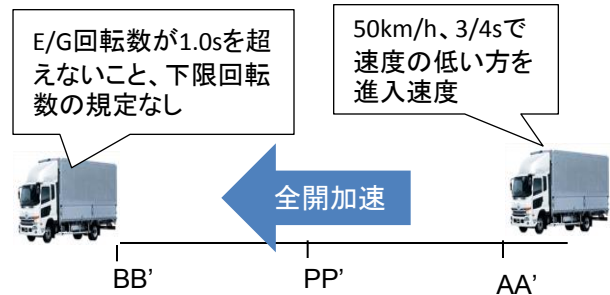 E/G回転数が1.0sを超
えないこと、下限回転
数の規定なし
50km/h、3/4sで
速度の低い方を
進入速度
全開加速
BB'
PP'
AA'